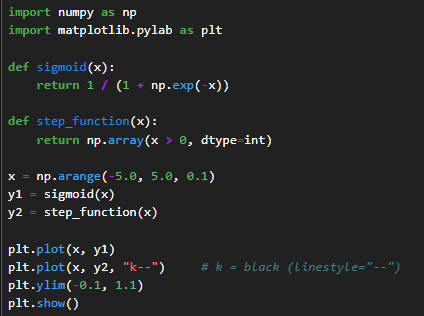 import numpy as np
import matplotlib.pylab as plt

def sigmoid(x):
    return 1 / (1 + np.exp(-x))

def step_function(x):
    return np.array(x > 0, dtype=int)

x = np.arange(-5.0, 5.0, 0.1)
y1 = sigmoid(x)
y2 = step_function(x)

plt.plot(x, y1)
plt.plot(x, y2, "k--")     # k = black (linestyle="--")
plt.ylim(-0.1, 1.1)
plt.show()